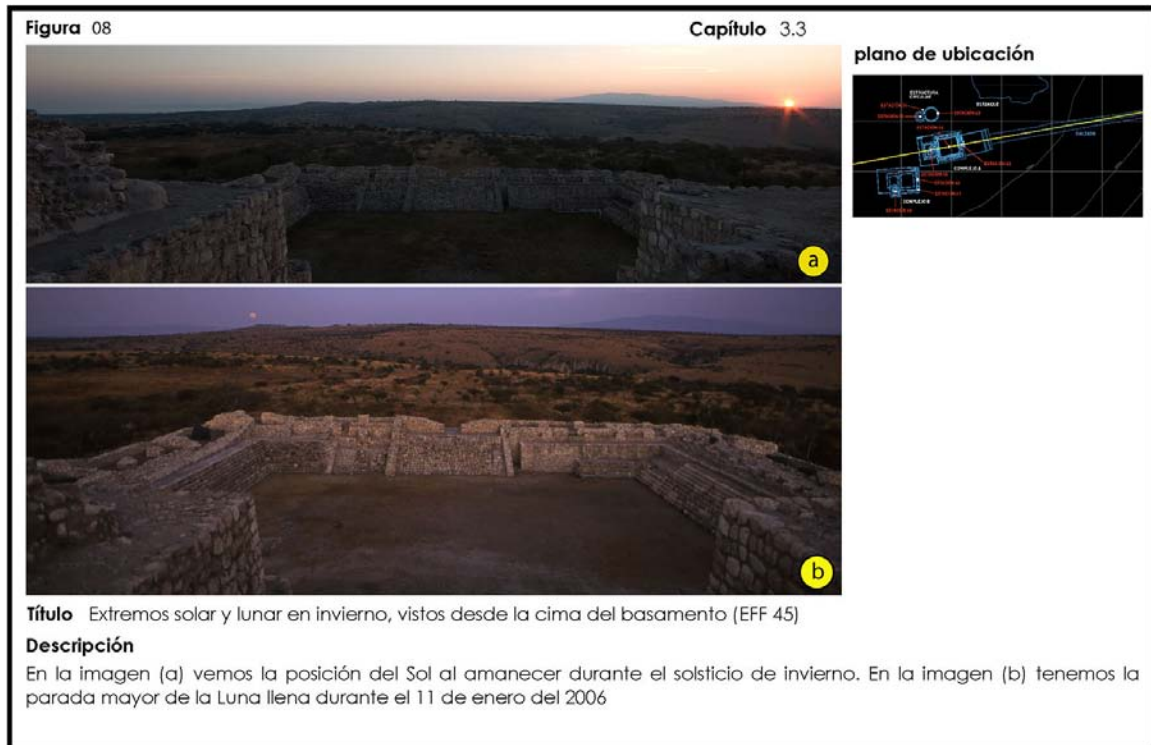 Figura 08
Capítulo 3.3
plano de ubicación
ESTRUCTURA
CIRCULAR
a
b
Título Extremos solar y lunar en invierno, vistos desde la cima del basamento (EFF 45)
Descripción
En la imagen (a) vemos la posición del Sol al amanecer durante el solsticio de invierno. En la imagen (b) tenemos la
parada mayor de la Luna llena durante el 11 de enero del 2006